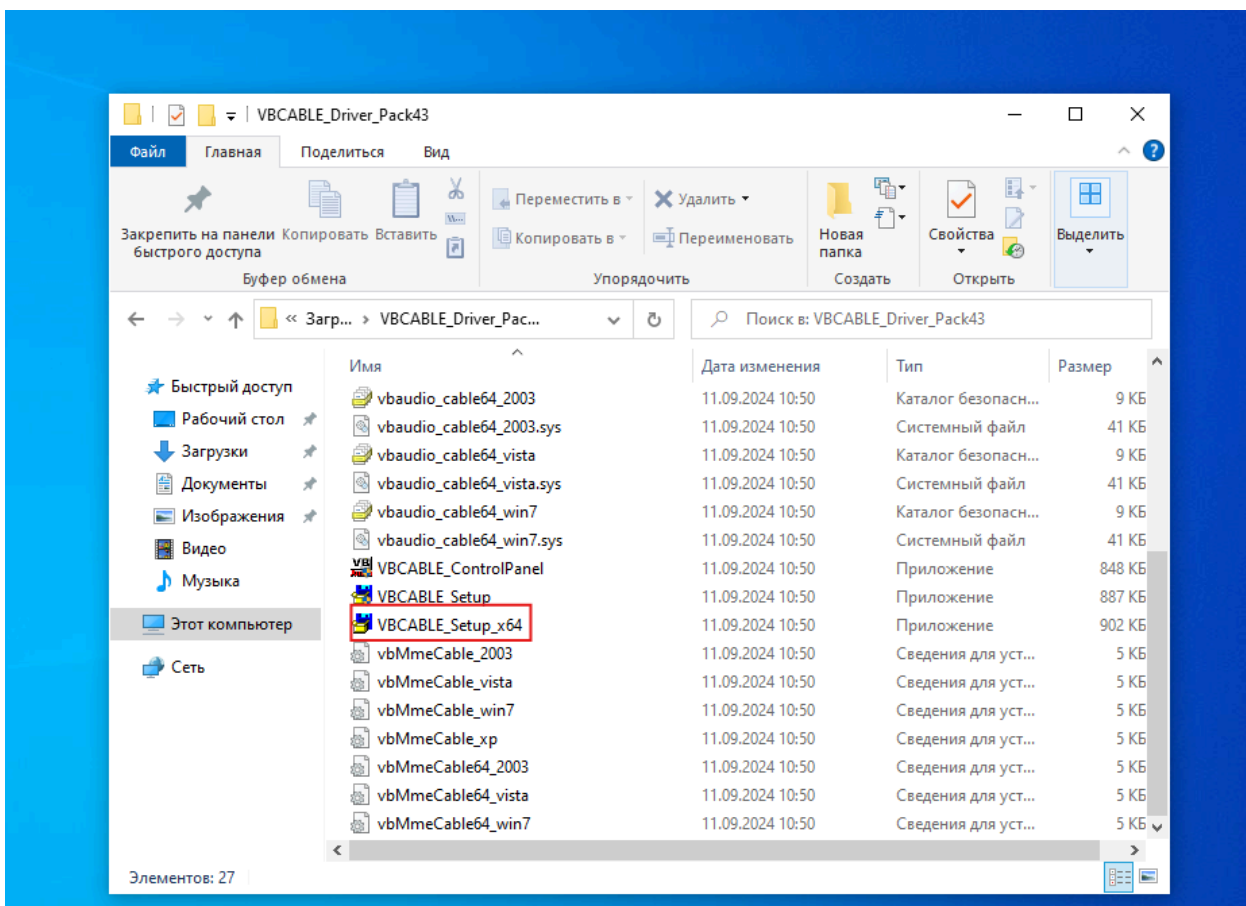 VBCABLE_Driver_Pack43
Файл Главная Поделиться Вид
Закрепить на панели быстрого доступа
Копировать
Вставить
Буфер обмена
Переместить в
Копировать в
Удалить
Переименовать
Упорядочить
Новая папка
Создать
Свойства
Открыть
Выделить
« Загр... › VBCABLE_Driver_Pac...
Поиск в: VBCABLE_Driver_Pack43
Быстрый доступ
Рабочий стол
Загрузки
Документы
Изображения
Видео
Музыка
Этот компьютер
Сеть
Имя Дата изменения Тип Размер
vbaudio_cable64_2003 11.09.2024 10:50 Каталог безопасн... 9 КБ
vbaudio_cable64_2003.sys 11.09.2024 10:50 Системный файл 41 КБ
vbaudio_cable64_vista 11.09.2024 10:50 Каталог безопасн... 9 КБ
vbaudio_cable64_vista.sys 11.09.2024 10:50 Системный файл 41 КБ
vbaudio_cable64_win7 11.09.2024 10:50 Каталог безопасн... 9 КБ
vbaudio_cable64_win7.sys 11.09.2024 10:50 Системный файл 41 КБ
VBCABLE_ControlPanel 11.09.2024 10:50 Приложение 848 КБ
VBCABLE_Setup 11.09.2024 10:50 Приложение 887 КБ
VBCABLE_Setup_x64 11.09.2024 10:50 Приложение 902 КБ
vbMmeCable_2003 11.09.2024 10:50 Сведения для уст... 5 КБ
vbMmeCable_vista 11.09.2024 10:50 Сведения для уст... 5 КБ
vbMmeCable_win7 11.09.2024 10:50 Сведения для уст... 5 КБ
vbMmeCable_xp 11.09.2024 10:50 Сведения для уст... 5 КБ
vbMmeCable64_2003 11.09.2024 10:50 Сведения для уст... 5 КБ
vbMmeCable64_vista 11.09.2024 10:50 Сведения для уст... 5 КБ
vbMmeCable64_win7 11.09.2024 10:50 Сведения для уст... 5 КБ
Элементов: 27